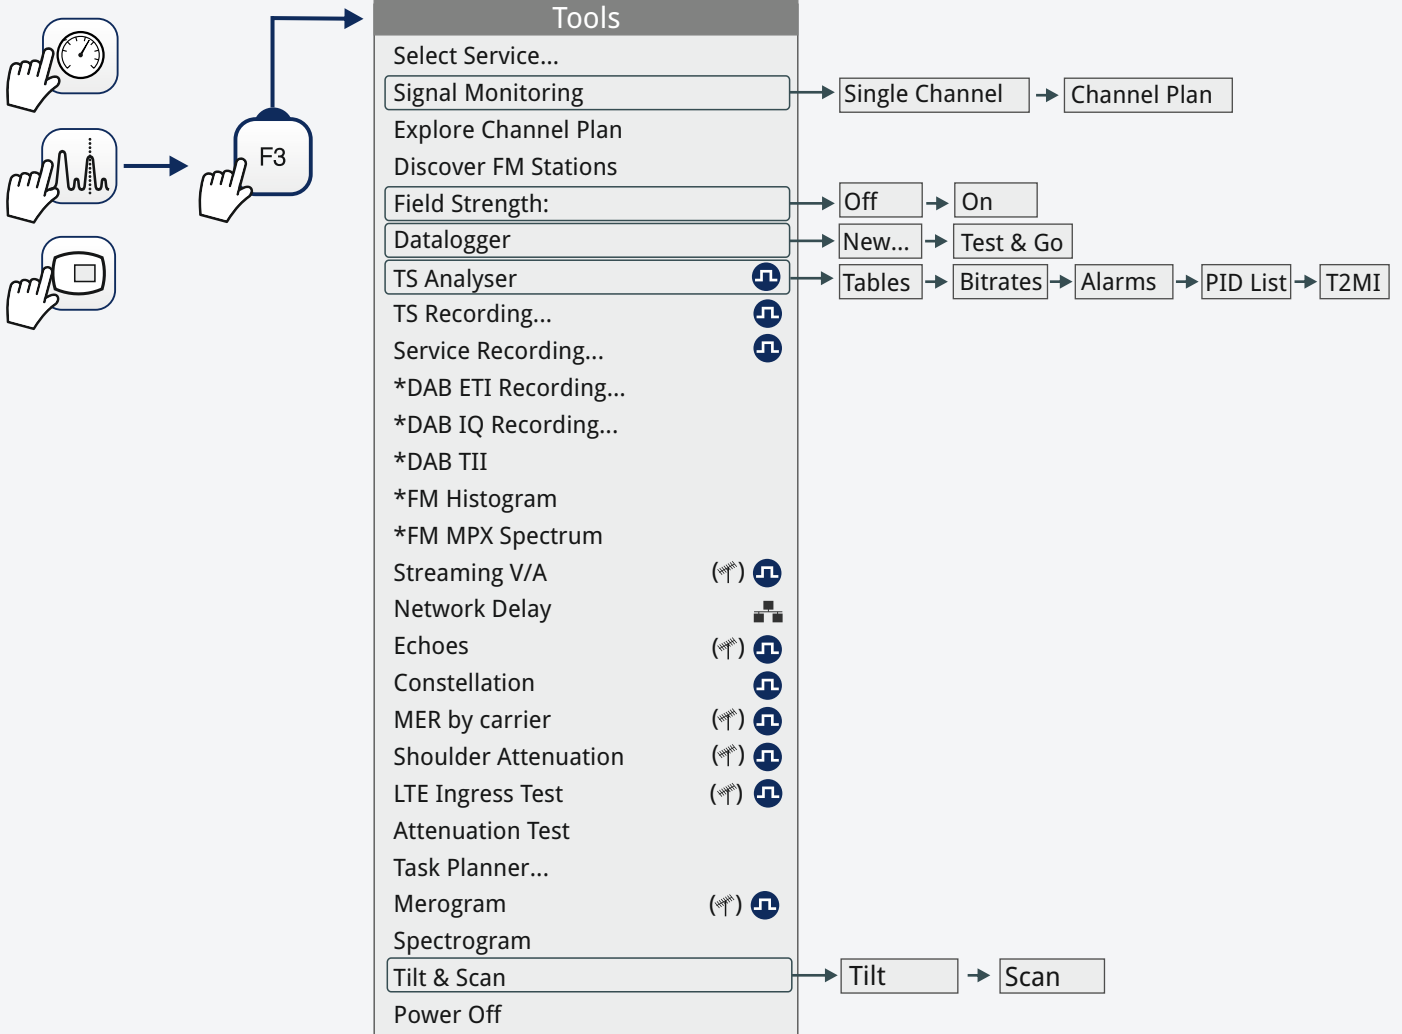 Tools
F3
Select Service...
Signal Monitoring Single Channel Channel Plan
Explore Channel Plan
Discover FM Stations
Field Strength: Off On
Datalogger New... Test & Go
TS Analyser Tables Bitrates Alarms PID List T2MI
TS Recording...
Service Recording...
*DAB ETI Recording...
*DAB IQ Recording...
*DAB TII
*FM Histogram
*FM MPX Spectrum
Streaming V/A
Network Delay
Echoes
Constellation
MER by carrier
Shoulder Attenuation
LTE Ingress Test
Attenuation Test
Task Planner...
Merogram
Spectrogram
Tilt & Scan Tilt Scan
Power Off